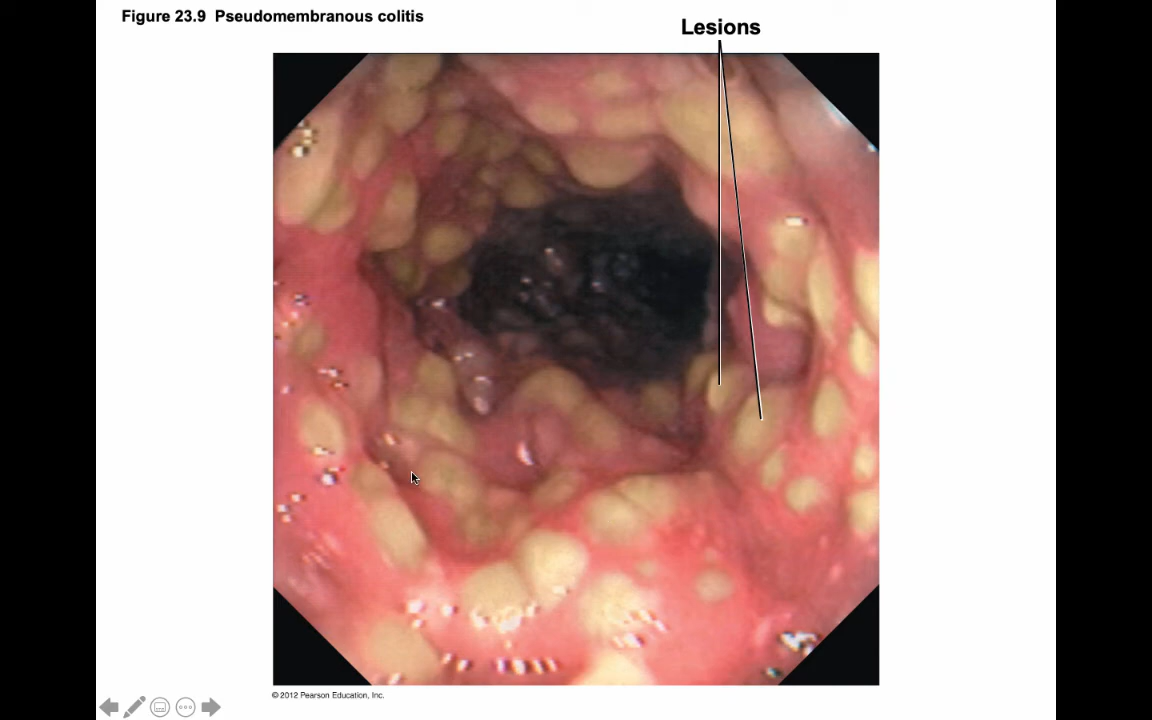 Figure 23.9 Pseudomembranous colitis
Lesions
© 2012 Pearson Education, Inc.